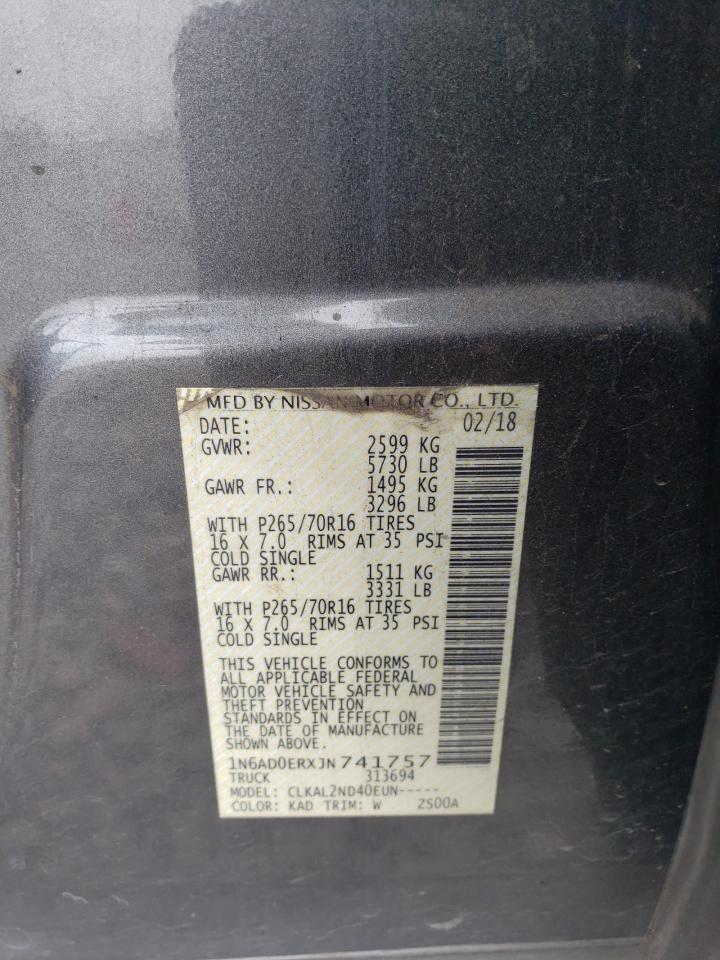 MFD BY NISSAN MOTOR CO., LTD.
DATE: 02/18
GVWR: 2599 KG
5730 LB
GAWR FR.: 1495 KG
3296 LB
WITH P265/70R16 TIRES
16 X 7.0 RIMS AT 35 PSI
COLD SINGLE
GAWR RR.: 1511 KG
3331 LB
WITH P265/70R16 TIRES
16 X 7.0 RIMS AT 35 PSI
COLD SINGLE
THIS VEHICLE CONFORMS TO
ALL APPLICABLE FEDERAL
MOTOR VEHICLE SAFETY AND
THEFT PREVENTION
STANDARDS IN EFFECT ON
THE DATE OF MANUFACTURE
SHOWN ABOVE.
1N6AD0ERXJN741757
TRUCK 313694
MODEL: CLKAL2ND40EUN-----
COLOR: KAD TRIM: W ZS00A